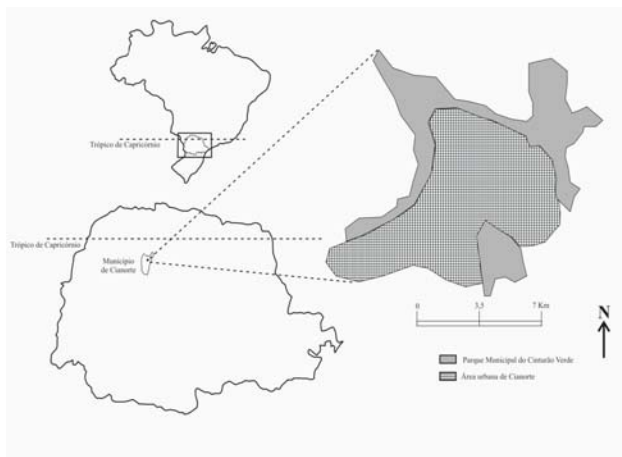 Trópico de Capricórnio
Trópico de Capricórnio
Município
de Cianorte
0
3,5
7 Km
N
Parque Municipal do Cinturão Verde
Área urbana de Cianorte